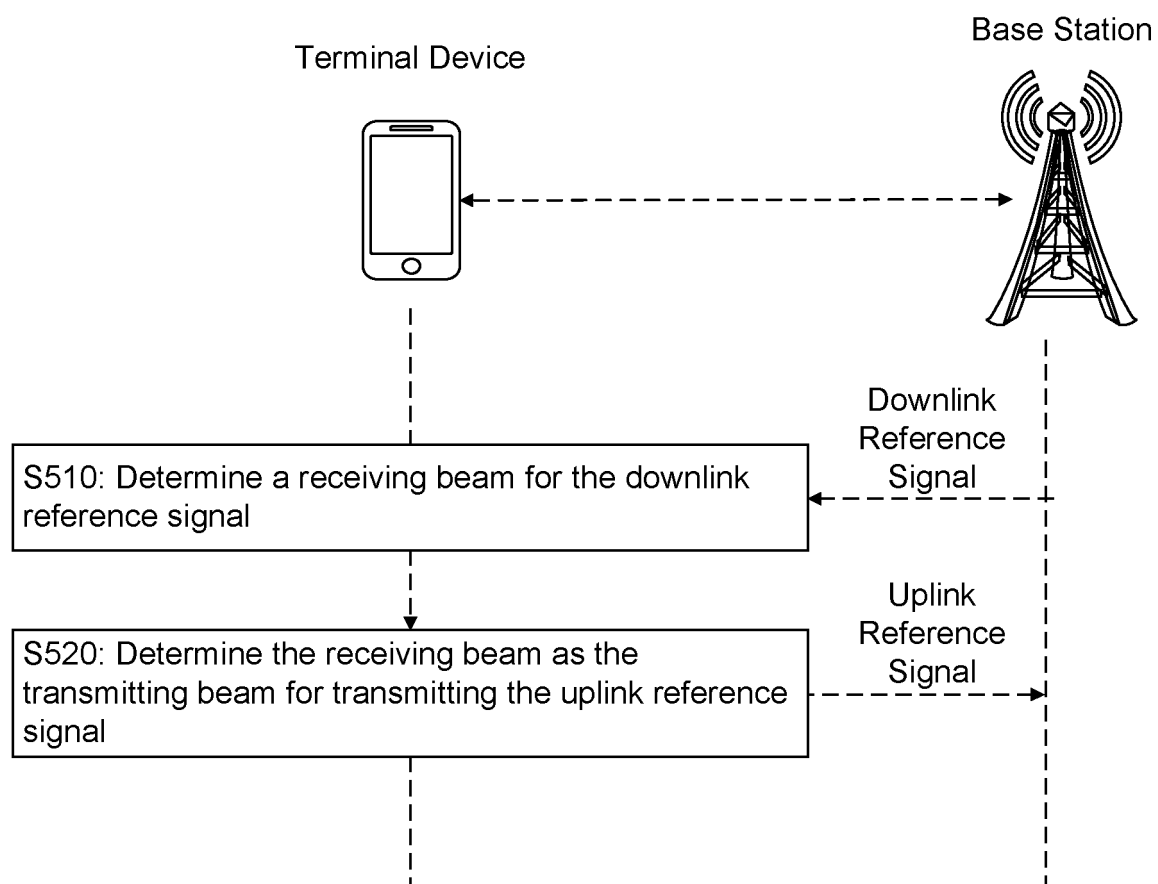 Base Station
Terminal Device
Downlink
Reference
Signal
S510: Determine a receiving beam for the downlink
reference signal
Uplink
Reference
Signal
S520: Determine the receiving beam as the
transmitting beam for transmitting the uplink reference
signal